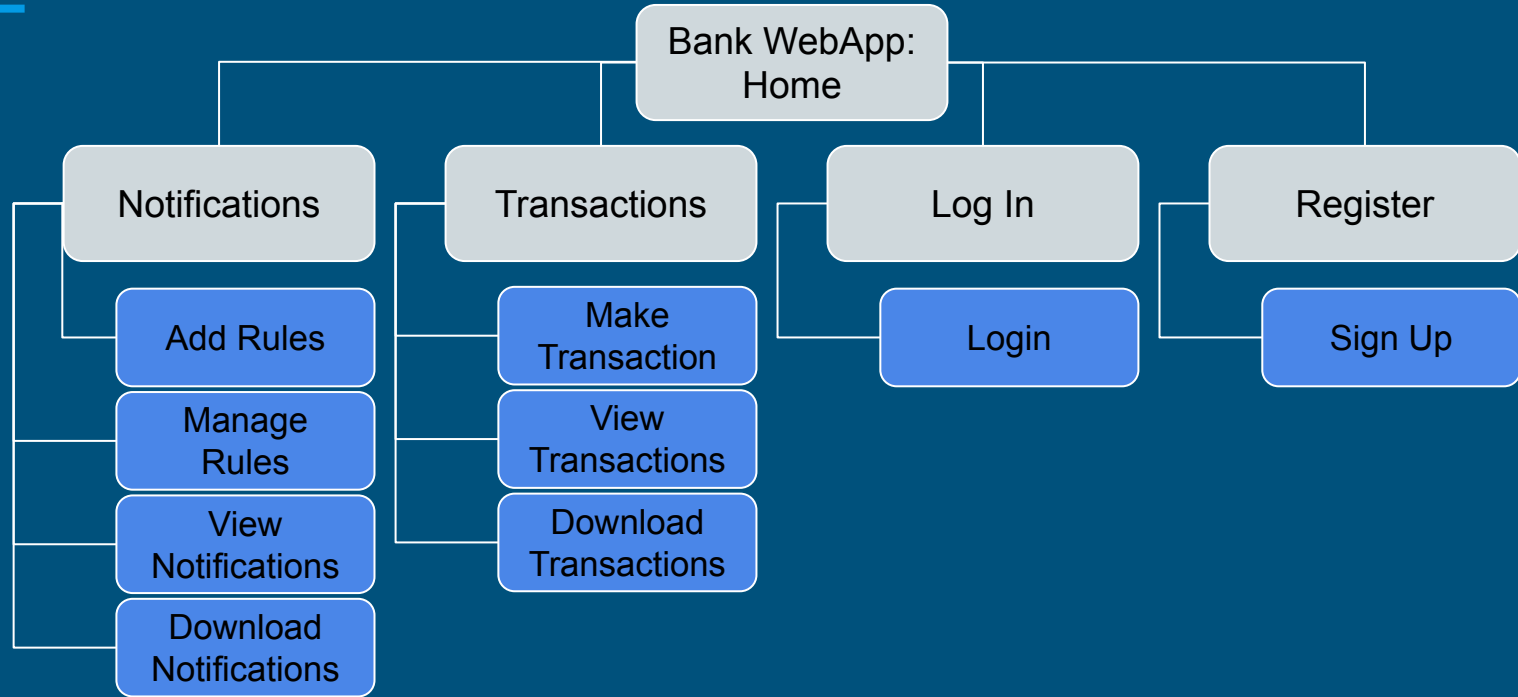 Bank WebApp:
Home
Notifications
Transactions
Log In
Register
Add Rules
Manage
Rules
View
Notifications
Download
Notifications
Make
Transaction
View
Transactions
Download
Transactions
Login
Sign Up